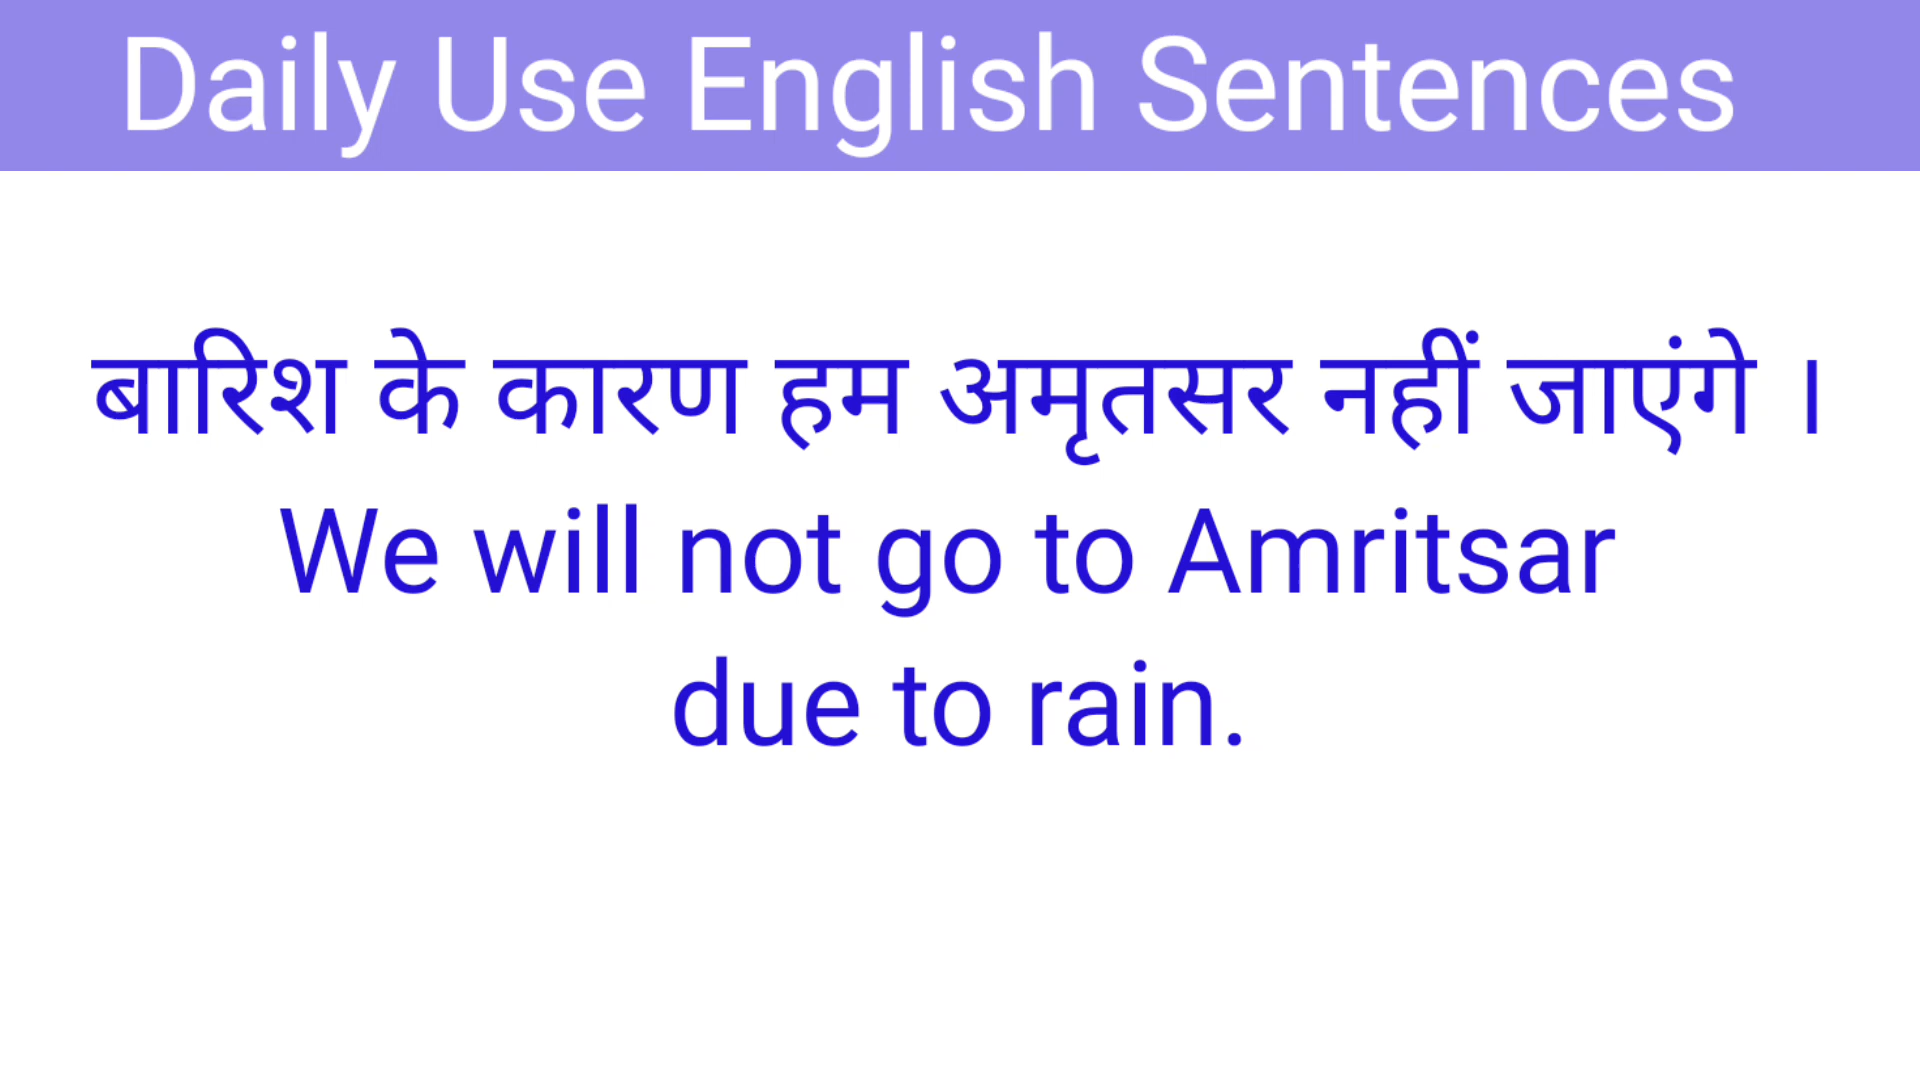 Daily Use English Sentences
बारिश के कारण हम अमृतसर नहीं जाएंगे ।
We will not go to Amritsar
due to rain.